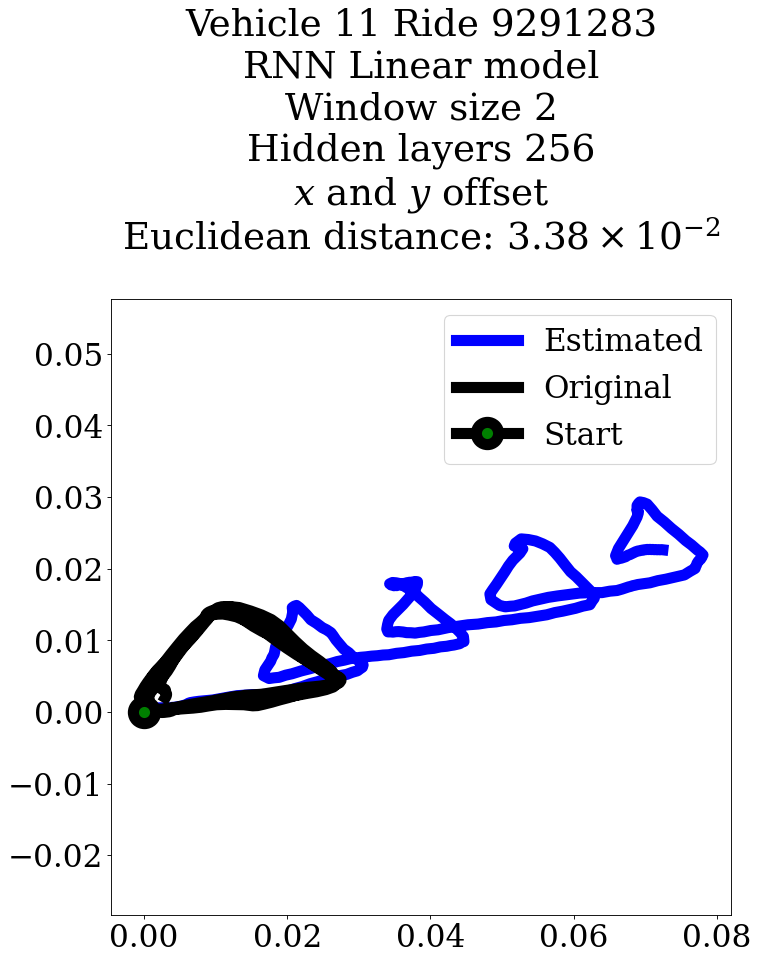 Vehicle 11 Ride 9291283
RNN Linear model
Window size 2
Hidden layers 256
x and y offset
Euclidean distance: 3.38 × 10⁻²
Estimated
Original
Start
0.05
0.04
0.03
0.02
0.01
0.00
−0.01
−0.02
0.00 0.02 0.04 0.06 0.08